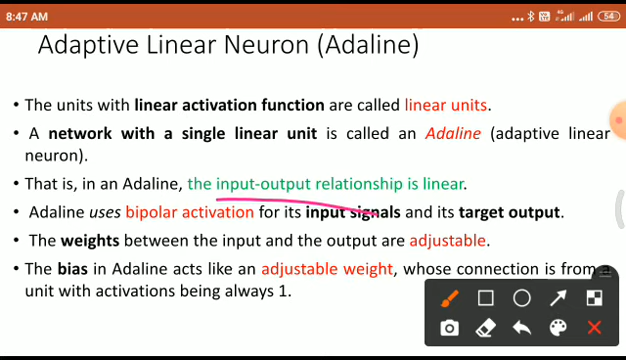 8:47 AM
54
Adaptive Linear Neuron (Adaline)
• The units with linear activation function are called linear units.
• A network with a single linear unit is called an Adaline (adaptive linear
neuron).
• That is, in an Adaline, the input-output relationship is linear.
• Adaline uses bipolar activation for its input signals and its target output.
• The weights between the input and the output are adjustable.
• The bias in Adaline acts like an adjustable weight, whose connection is from a
unit with activations being always 1.